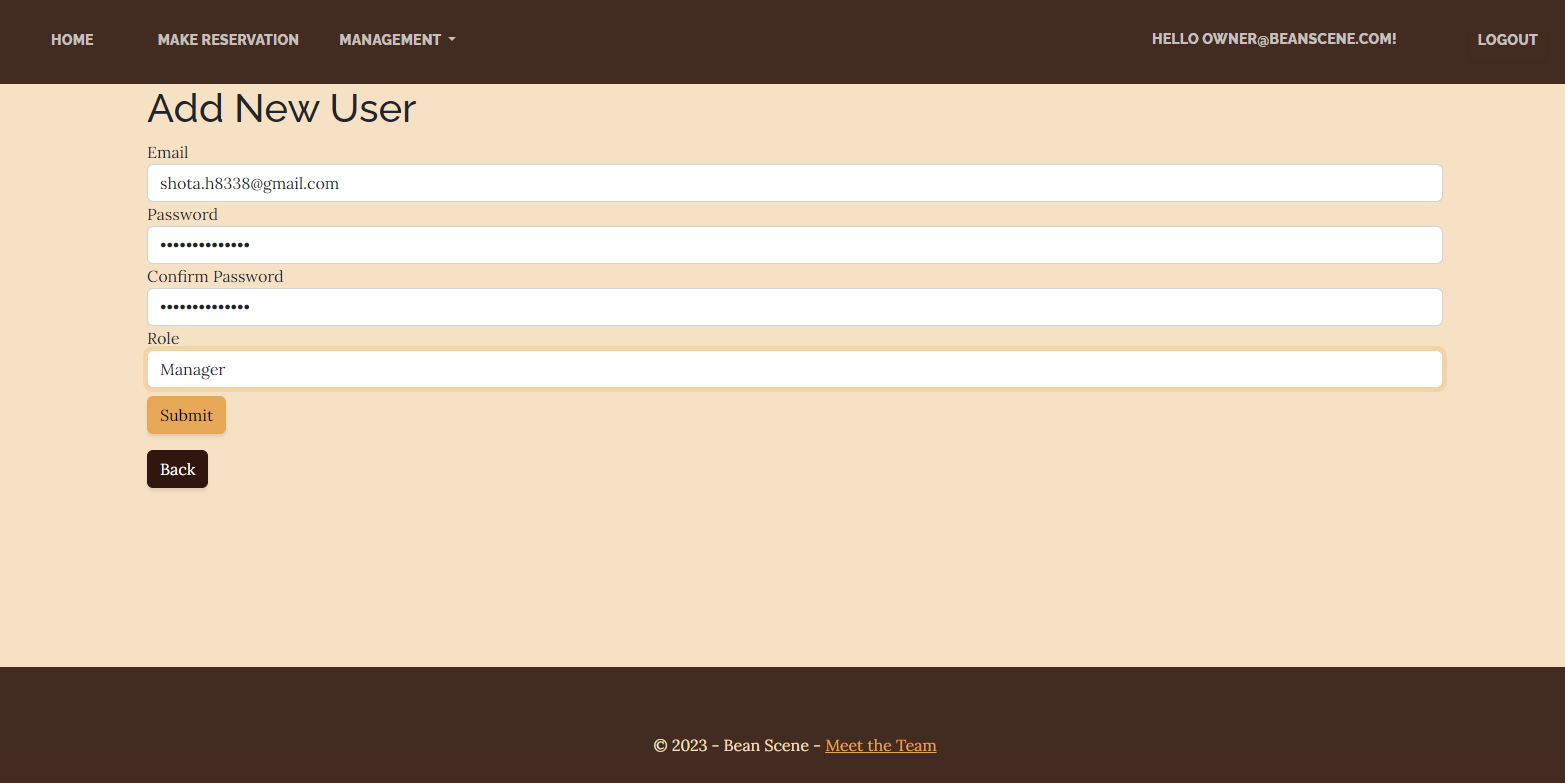 HOME MAKE RESERVATION MANAGEMENT HELLO OWNER@BEANSCENE.COM! LOGOUT
Add New User
Email
shota.h8338@gmail.com
Password
••••••••••••••
Confirm Password
••••••••••••••
Role
Manager
Submit
Back
© 2023 - Bean Scene - Meet the Team